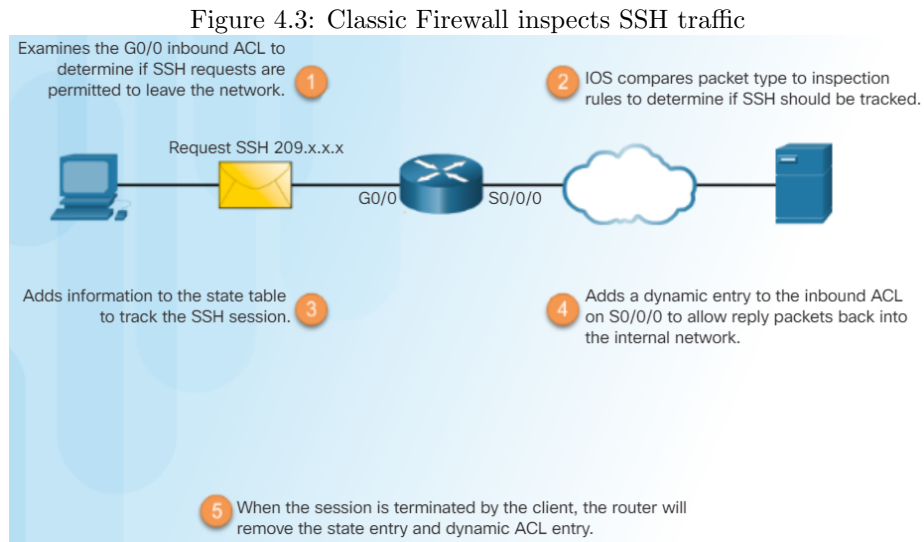 Figure 4.3: Classic Firewall inspects SSH traffic
Examines the G0/0 inbound ACL to
determine if SSH requests are
permitted to leave the network.
1
2
IOS compares packet type to inspection
rules to determine if SSH should be tracked.
Request SSH 209.x.x.x
G0/0
S0/0/0
Adds information to the state table
to track the SSH session.
3
4
Adds a dynamic entry to the inbound ACL
on S0/0/0 to allow reply packets back into
the internal network.
5
When the session is terminated by the client, the router will
remove the state entry and dynamic ACL entry.